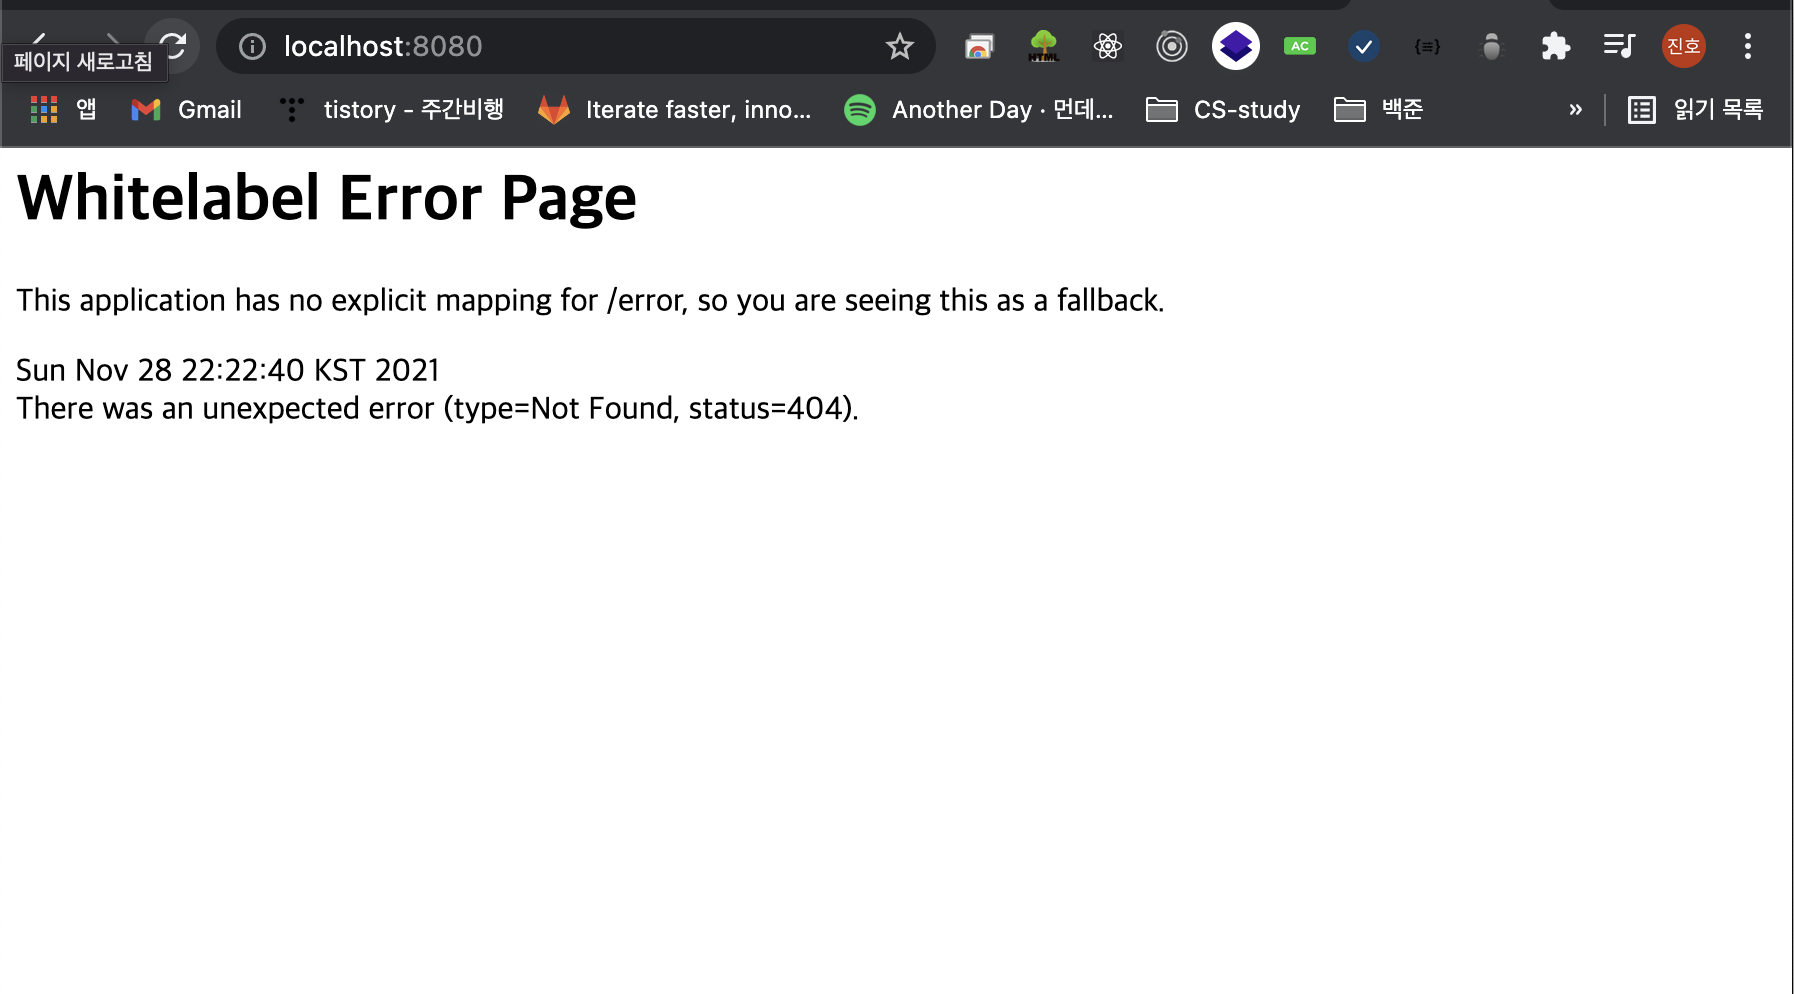 localhost:8080
AC
{≡}
HTML
진호
페이지 새로고침
앱 Gmail tistory - 주간비행 Iterate faster, inno... Another Day · 먼데... CS-study 백준 » 읽기 목록
Whitelabel Error Page
This application has no explicit mapping for /error, so you are seeing this as a fallback.
Sun Nov 28 22:22:40 KST 2021
There was an unexpected error (type=Not Found, status=404).